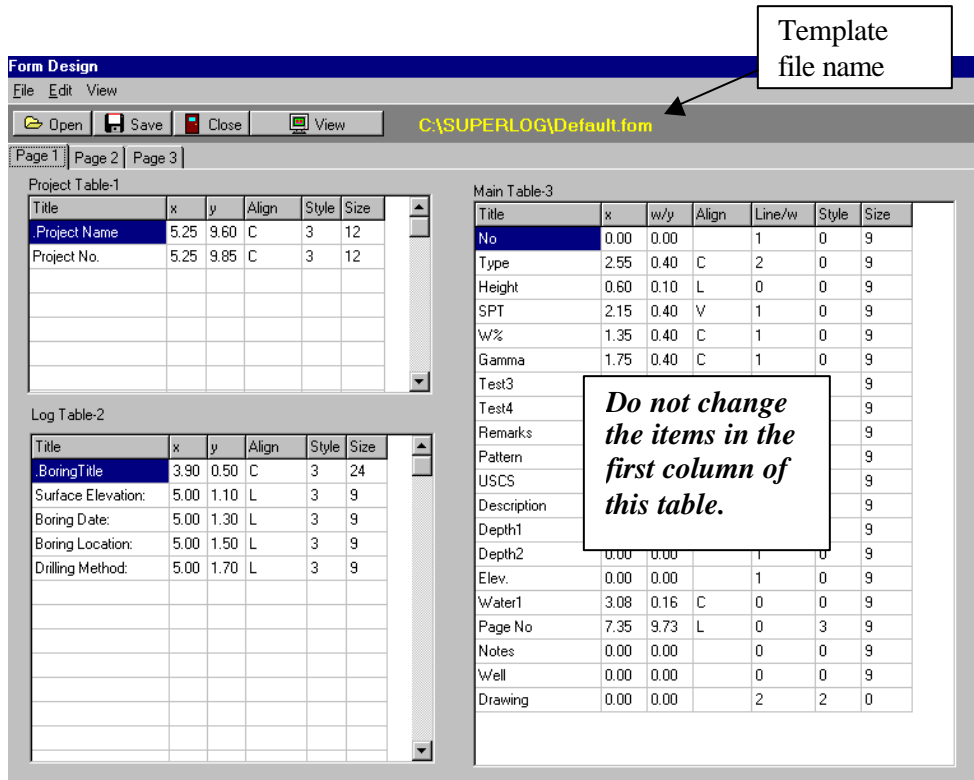 Template
file name
Form Design
File Edit View
Open Save Close View C:\SUPERLOG\Default.fom
Page 1 Page 2 Page 3
Project Table-1
Title x y Align Style Size
.Project Name 5.25 9.60 C 3 12
Project No. 5.25 9.85 C 3 12
Log Table-2
Title x y Align Style Size
.BoringTitle 3.90 0.50 C 3 24
Surface Elevation: 5.00 1.10 L 3 9
Boring Date: 5.00 1.30 L 3 9
Boring Location: 5.00 1.50 L 3 9
Drilling Method: 5.00 1.70 L 3 9
Main Table-3
Title x w/y Align Line/w Style Size
No 0.00 0.00 1 0 9
Type 2.55 0.40 C 2 0 9
Height 0.60 0.10 L 0 0 9
SPT 2.15 0.40 V 1 0 9
W% 1.35 0.40 C 1 0 9
Gamma 1.75 0.40 C 1 0 9
Test3 9
Test4 9
Remarks 9
Pattern 9
USCS 9
Description 9
Depth1 9
Depth2 0.00 0.00 1 0 9
Elev. 0.00 0.00 1 0 9
Water1 3.08 0.16 C 0 0 9
Page No 7.35 9.73 L 0 3 9
Notes 0.00 0.00 0 0 9
Well 0.00 0.00 0 0 9
Drawing 0.00 0.00 2 2 0
Do not change
the items in the
first column of
this table.